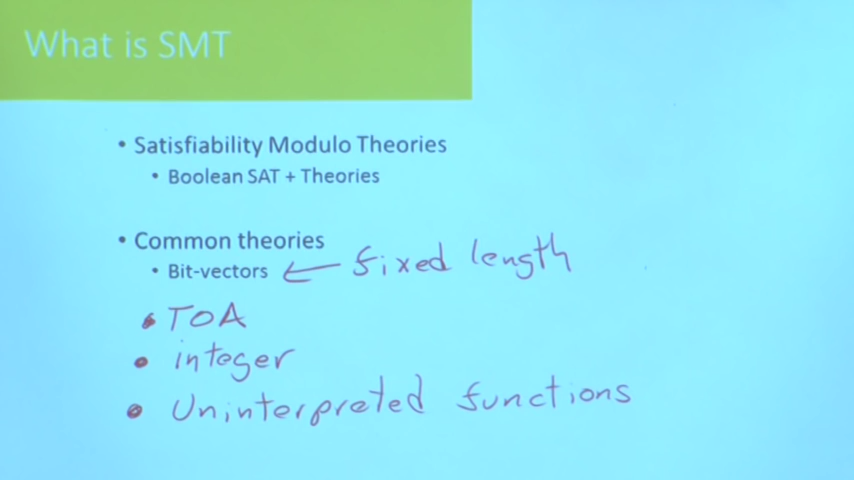 What is SMT
• Satisfiability Modulo Theories
• Boolean SAT + Theories
• Common theories
• Bit-vectors ← fixed length
• TOA
• integer
• Uninterpreted functions